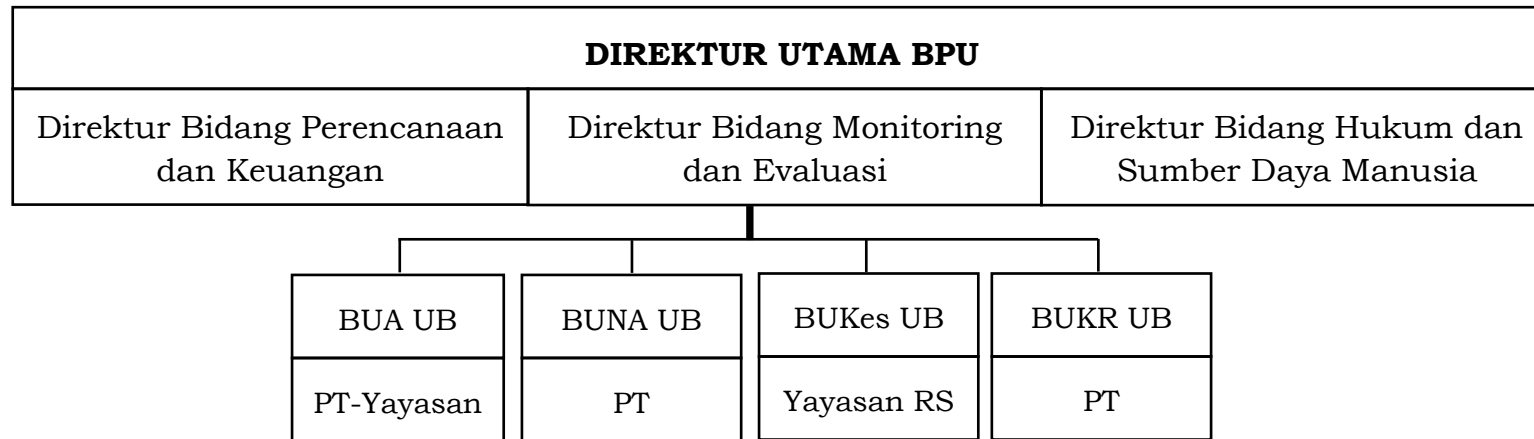 DIREKTUR UTAMA BPU
Direktur Bidang Perencanaan
dan Keuangan
Direktur Bidang Monitoring
dan Evaluasi
Direktur Bidang Hukum dan
Sumber Daya Manusia
BUA UB
BUNA UB
BUKes UB
BUKR UB
PT-Yayasan
PT
Yayasan RS
PT